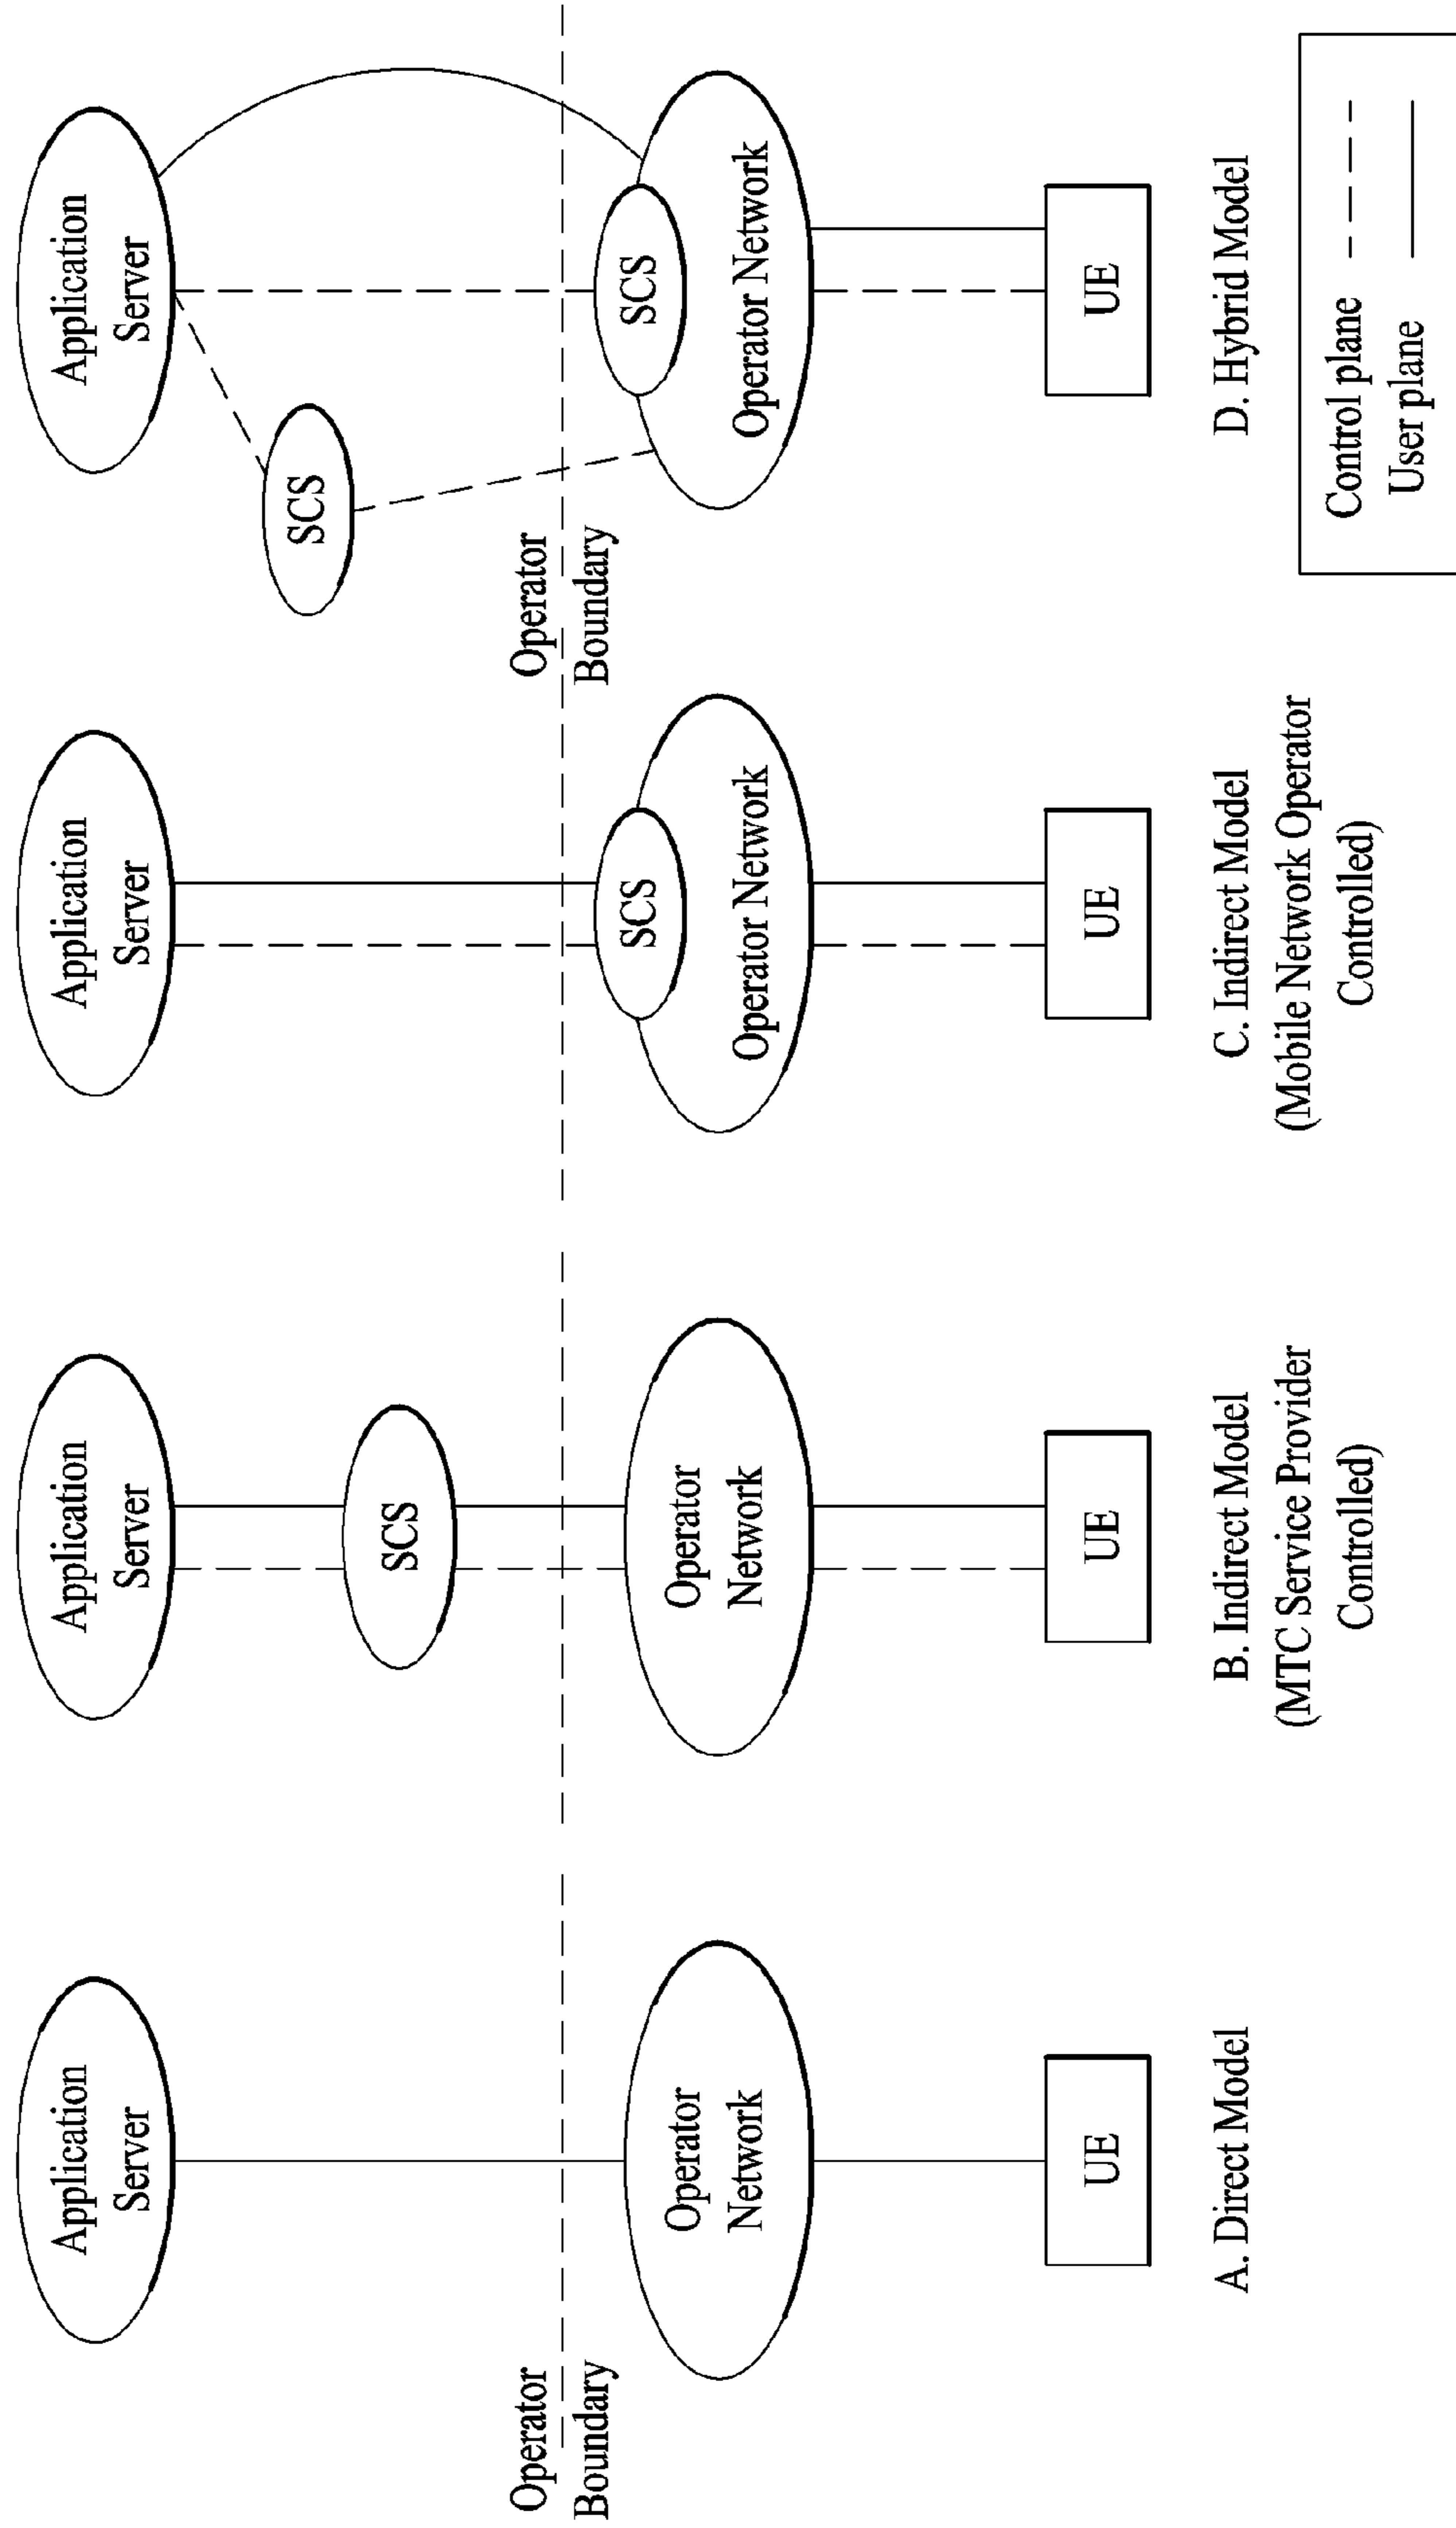 Application
Server
Operator
Boundary
Operator
Network
UE
A. Direct Model
Application
Server
SCS
Operator
Network
UE
B. Indirect Model
(MTC Service Provider
Controlled)
Application
Server
SCS
Operator Network
UE
C. Indirect Model
(Mobile Network Operator
Controlled)
Application
Server
SCS
Operator
Boundary
SCS
Operator Network
UE
D. Hybrid Model
Control plane
User plane